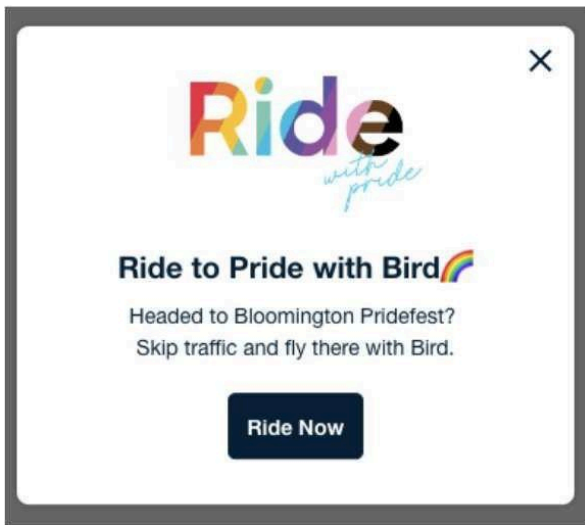 Ride
with
pride
Ride to Pride with Bird🌈
Headed to Bloomington Pridefest?
Skip traffic and fly there with Bird.
Ride Now